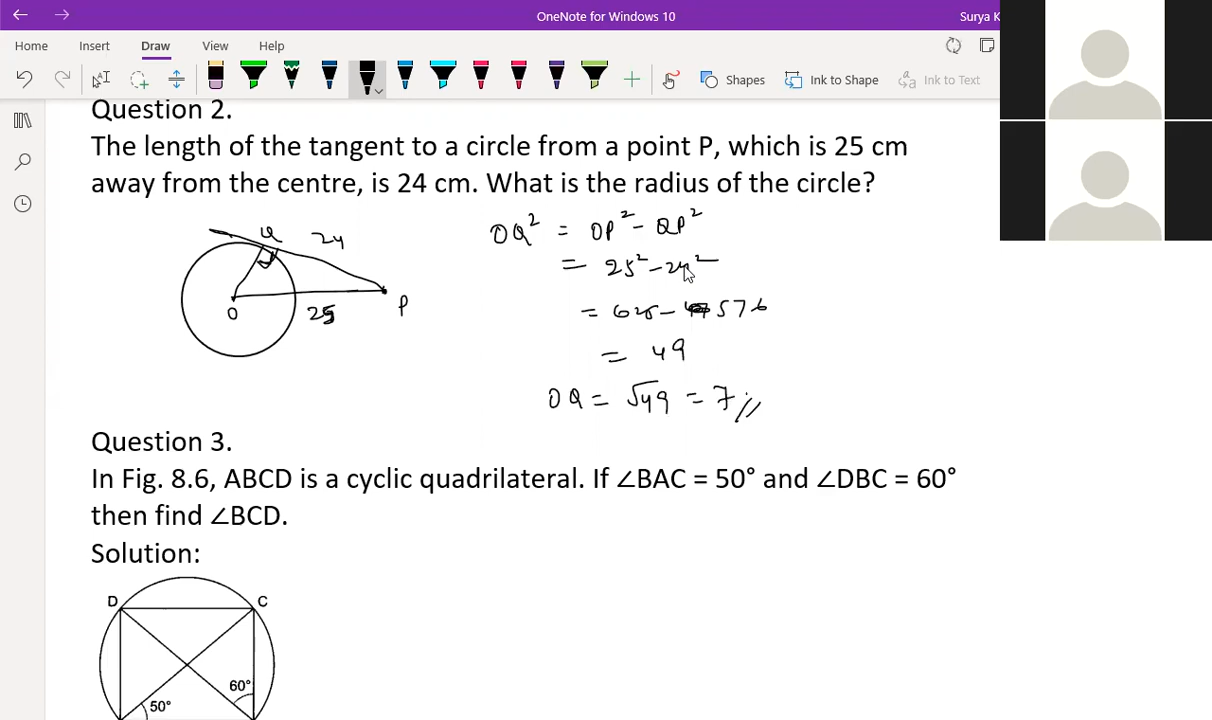 OneNote for Windows 10
Surya K
Home Insert Draw View Help
Shapes Ink to Shape Ink to Text
Question 2.
The length of the tangent to a circle from a point P, which is 25 cm
away from the centre, is 24 cm. What is the radius of the circle?
Q 24
O 25 P
OQ² = OP² - QP²
= 25² - 24²
= 625 - 576
= 49
OQ = √49 = 7 //
Question 3.
In Fig. 8.6, ABCD is a cyclic quadrilateral. If ∠BAC = 50° and ∠DBC = 60°
then find ∠BCD.
Solution:
D C
60°
50°